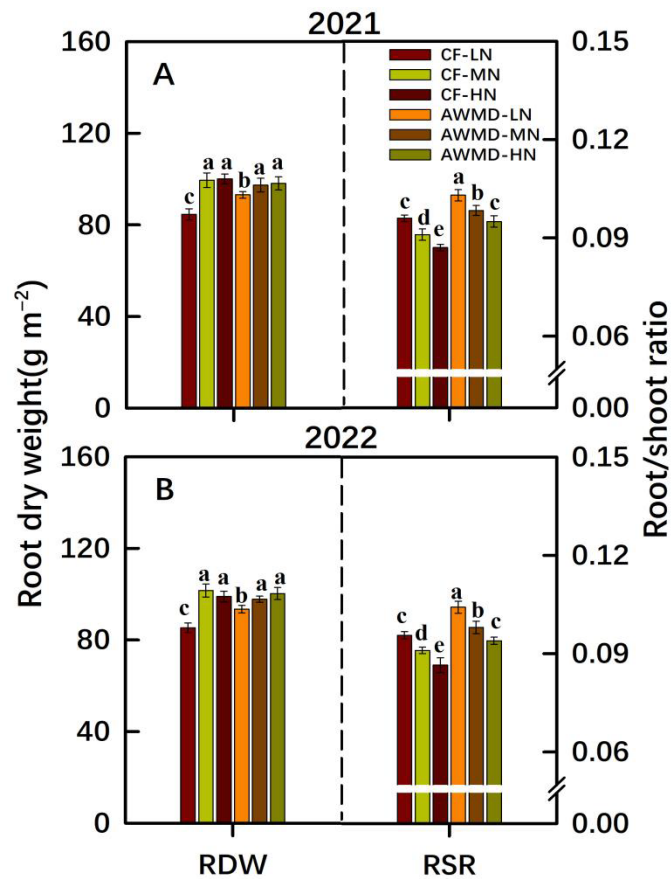 2021
A
160
120
80
40
0
c a a b a a
c d e a b c
CF-LN
CF-MN
CF-HN
AWMD-LN
AWMD-MN
AWMD-HN
0.15
0.12
0.09
0.06
0.00
Root dry weight(g m⁻²)
Root/shoot ratio
2022
B
160
120
80
40
0
c a a b a a
c d e a b c
0.15
0.12
0.09
0.06
0.00
RDW RSR